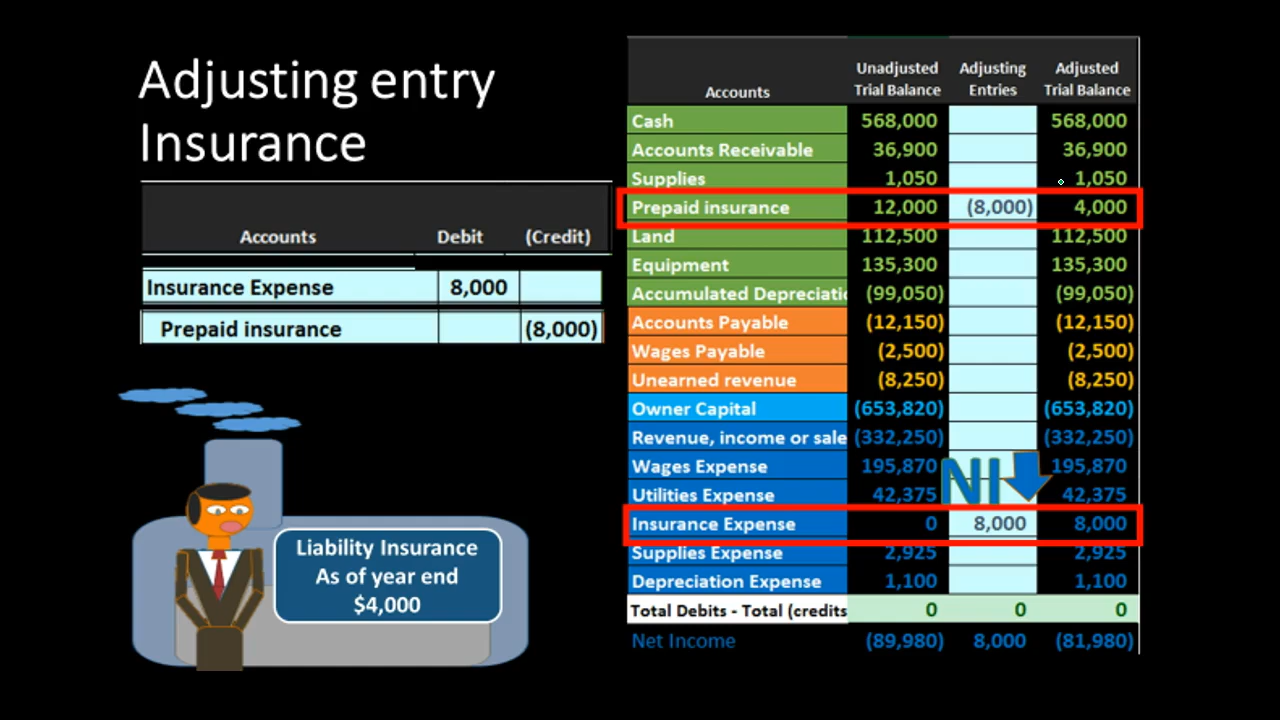 Adjusting entry
Insurance
Accounts Debit (Credit)
Insurance Expense 8,000
Prepaid insurance (8,000)
Liability Insurance
As of year end
$4,000
Unadjusted Adjusting Adjusted
Accounts Trial Balance Entries Trial Balance
Cash 568,000 568,000
Accounts Receivable 36,900 36,900
Supplies 1,050 1,050
Prepaid insurance 12,000 (8,000) 4,000
Land 112,500 112,500
Equipment 135,300 135,300
Accumulated Depreciatio (99,050) (99,050)
Accounts Payable (12,150) (12,150)
Wages Payable (2,500) (2,500)
Unearned revenue (8,250) (8,250)
Owner Capital (653,820) (653,820)
Revenue, income or sale (332,250) (332,250)
Wages Expense 195,870 195,870
NI
Utilities Expense 42,375 42,375
Insurance Expense 0 8,000 8,000
Supplies Expense 2,925 2,925
Depreciation Expense 1,100 1,100
Total Debits - Total (credits 0 0 0
Net Income (89,980) 8,000 (81,980)